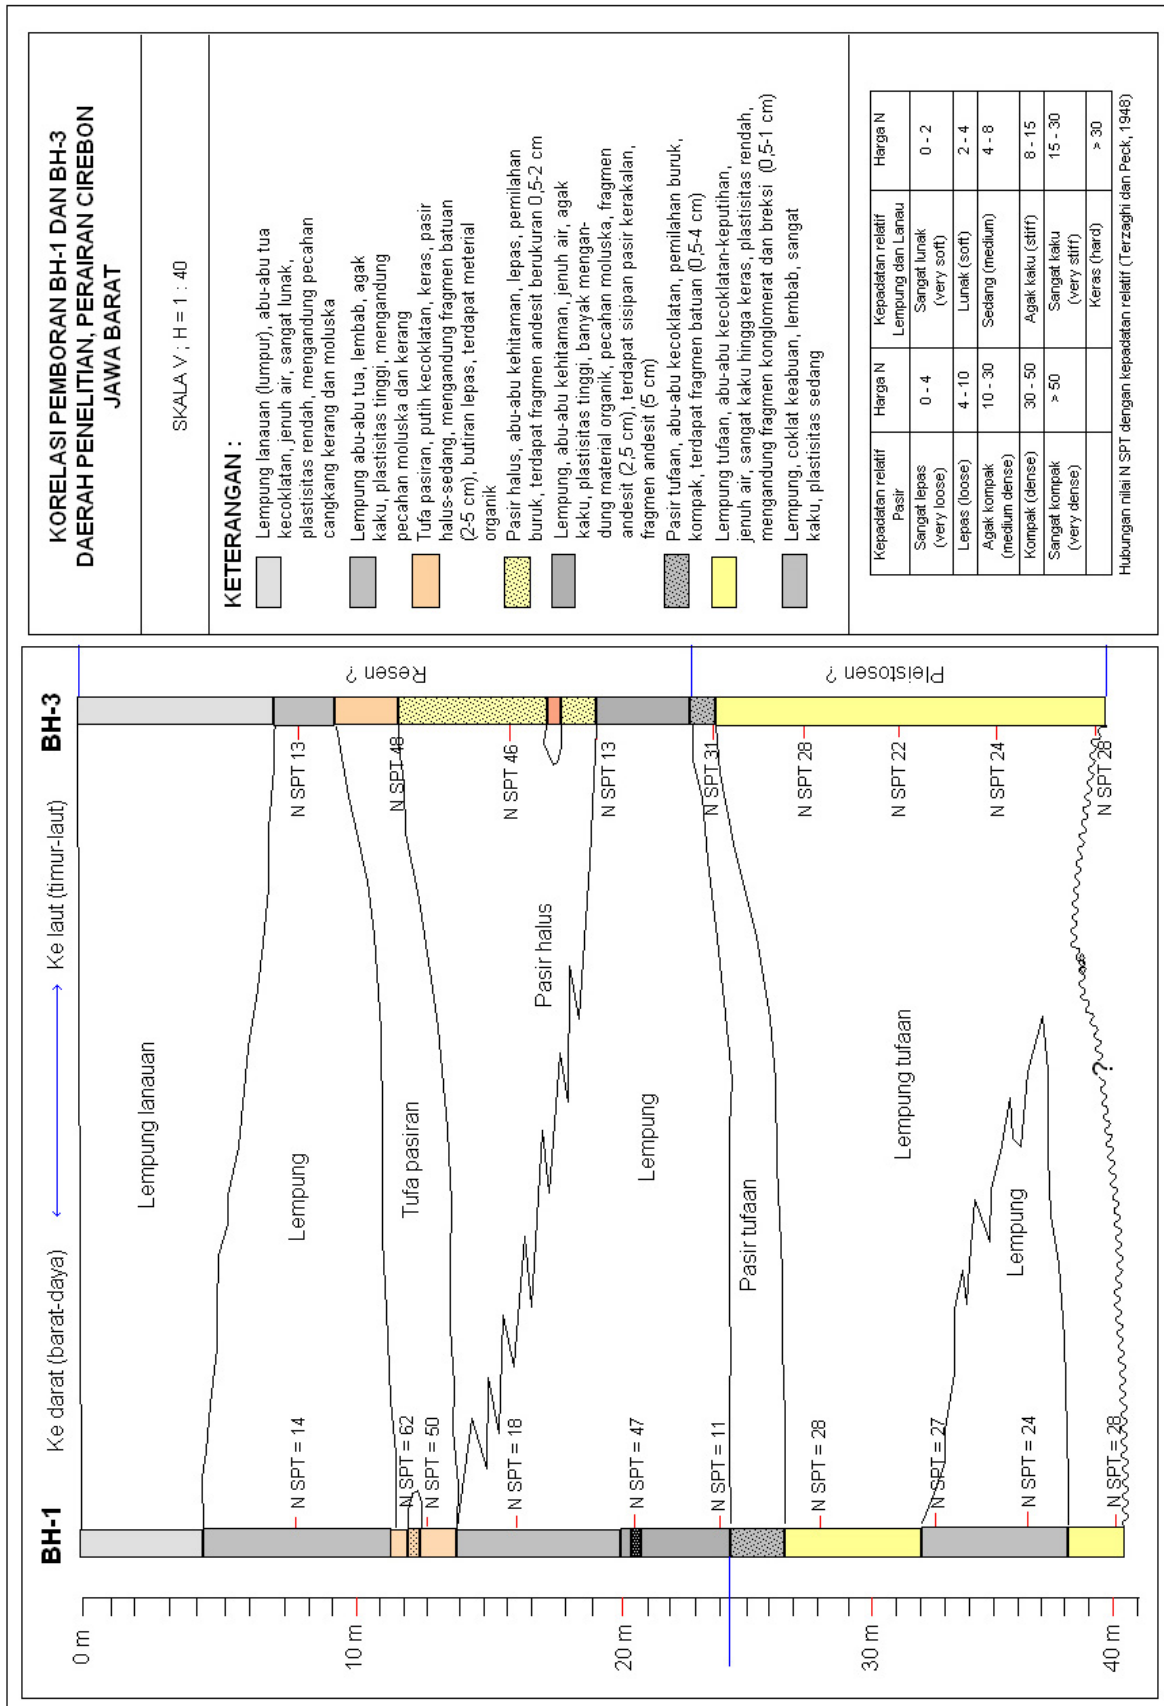 KORELASI PEMBORAN BH-1 DAN BH-3
DAERAH PENELITIAN, PERAIRAN CIREBON
JAWA BARAT
SKALA V ; H = 1 : 40
KETERANGAN :
Lempung lanauan (lumpur), abu-abu tua
kecoklatan, jenuh air, sangat lunak,
plastisitas rendah, mengandung pecahan
cangkang kerang dan moluska
Lempung abu-abu tua, lembab, agak
kaku, plastisitas tinggi, mengandung
pecahan moluska dan kerang
Tufa pasiran, putih kecoklatan, keras, pasir
halus-sedang, mengandung fragmen batuan
(2-5 cm), butiran lepas, terdapat meterial
organik
Pasir halus, abu-abu kehitaman, lepas, pemilahan
buruk, terdapat fragmen andesit berukuran 0,5-2 cm
Lempung, abu-abu kehitaman, jenuh air, agak
kaku, plastisitas tinggi, banyak mengan-
dung material organik, pecahan moluska, fragmen
andesit (2,5 cm), terdapat sisipan pasir kerakalan,
fragmen andesit (5 cm)
Pasir tufaan, abu-abu kecoklatan, pemilahan buruk,
kompak, terdapat fragmen batuan (0,5-4 cm)
Lempung tufaan, abu-abu kecoklatan-keputihan,
jenuh air, sangat kaku hingga keras, plastisitas rendah,
mengandung fragmen konglomerat dan breksi (0,5-1 cm)
Lempung, coklat keabuan, lembab, sangat
kaku, plastisitas sedang
Kepadatan relatif Pasir | Harga N | Kepadatan relatif Lempung dan Lanau | Harga N
Sangat lepas (very loose) | 0 - 4 | Sangat lunak (very soft) | 0 - 2
Lepas (loose) | 4 - 10 | Lunak (soft) | 2 - 4
Agak kompak (medium dense) | 10 - 30 | Sedang (medium) | 4 - 8
Kompak (dense) | 30 - 50 | Agak kaku (stiff) | 8 - 15
Sangat kompak (very dense) | > 50 | Sangat kaku (very stiff) | 15 - 30
Keras (hard) | > 30
Hubungan nilai N SPT dengan kepadatan relatif (Terzaghi dan Peck, 1948)
BH-1
Ke darat (barat-daya)
Ke laut (timur-laut)
BH-3
0 m
10 m
20 m
30 m
40 m
N SPT = 14
N SPT = 62
N SPT = 50
N SPT = 18
N SPT = 47
N SPT = 11
N SPT = 28
N SPT = 27
N SPT = 24
N SPT = 28
Lempung lanauan
Lempung
Tufa pasiran
Pasir halus
Lempung
Pasir tufaan
Lempung tufaan
Lempung
?
N SPT 13
N SPT 48
N SPT 46
N SPT 13
N SPT 31
N SPT 28
N SPT 22
N SPT 24
N SPT 28
Resen ?
Pleistosen ?